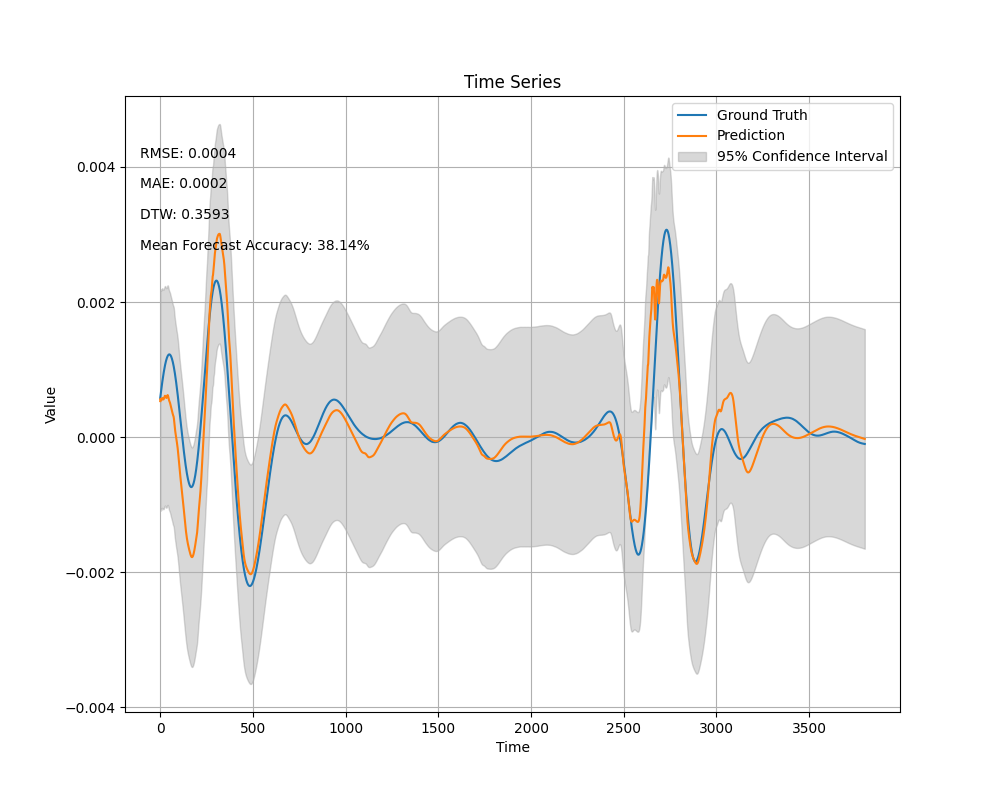 Time Series
Ground Truth
Prediction
95% Confidence Interval
RMSE: 0.0004
MAE: 0.0002
DTW: 0.3593
Mean Forecast Accuracy: 38.14%
0.004
0.002
0.000
−0.002
−0.004
Value
0 500 1000 1500 2000 2500 3000 3500
Time